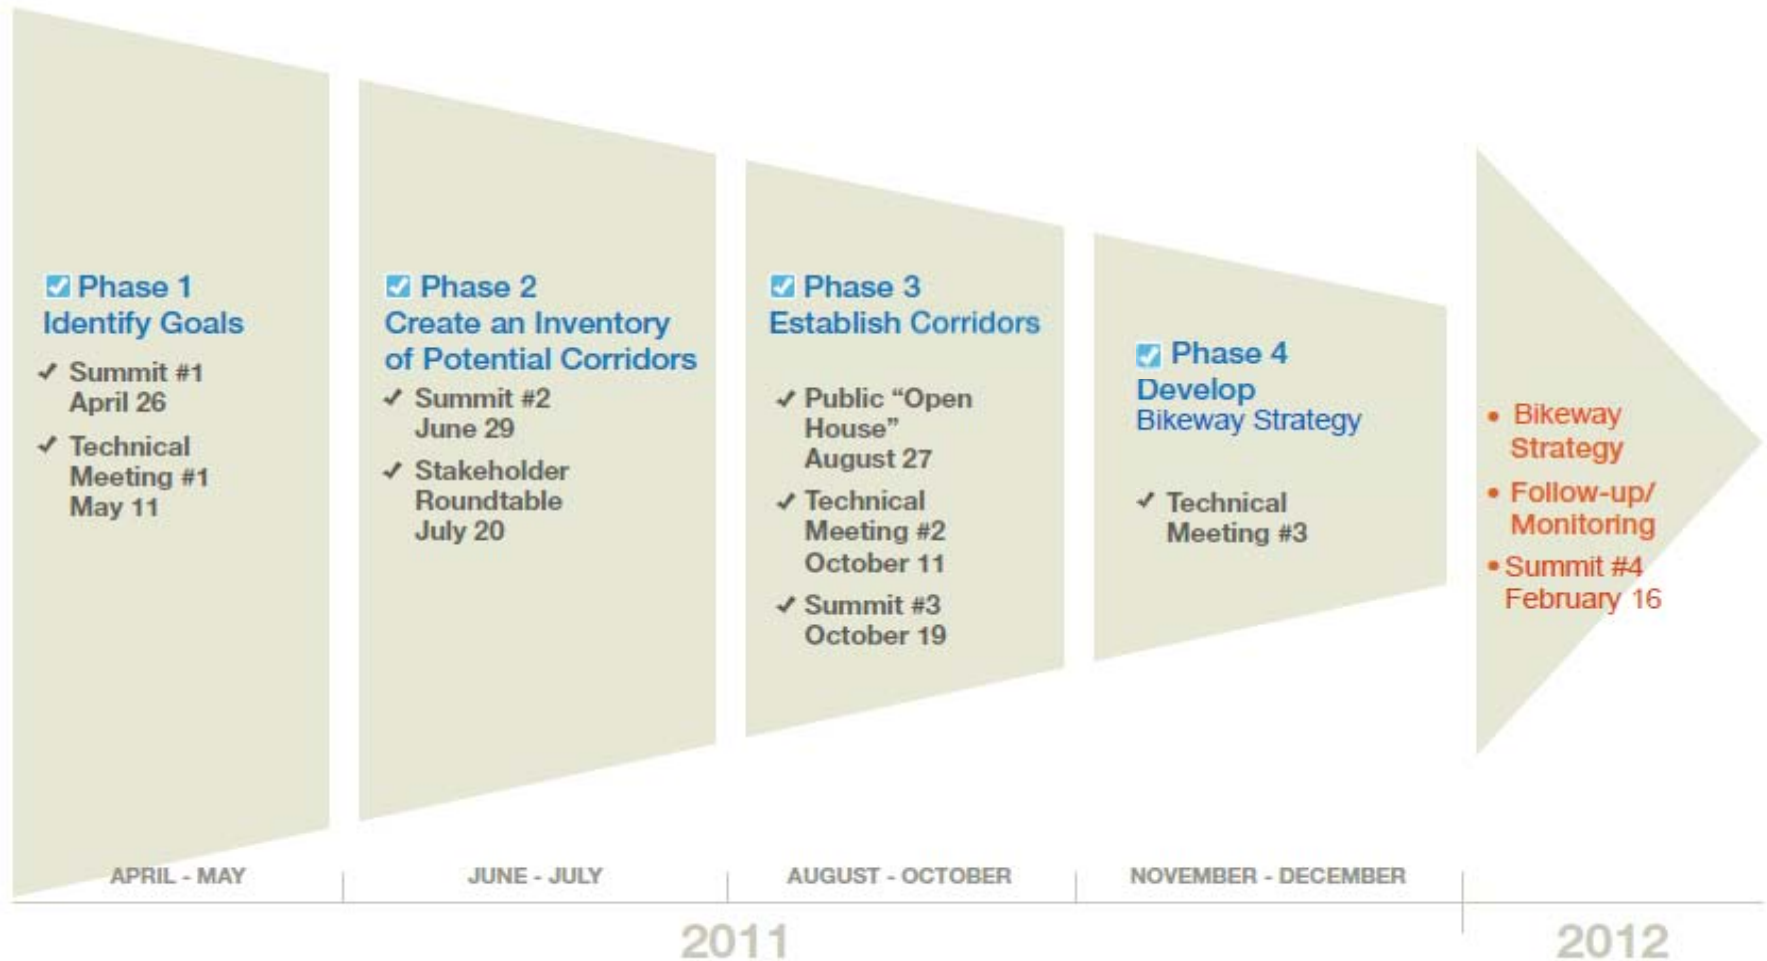 Phase 1
Identify Goals
Summit #1
April 26
Technical
Meeting #1
May 11
Phase 2
Create an Inventory
of Potential Corridors
Summit #2
June 29
Stakeholder
Roundtable
July 20
Phase 3
Establish Corridors
Public “Open
House”
August 27
Technical
Meeting #2
October 11
Summit #3
October 19
Phase 4
Develop
Bikeway Strategy
Technical
Meeting #3
• Bikeway
Strategy
• Follow-up/
Monitoring
• Summit #4
February 16
APRIL - MAY
JUNE - JULY
AUGUST - OCTOBER
NOVEMBER - DECEMBER
2011
2012